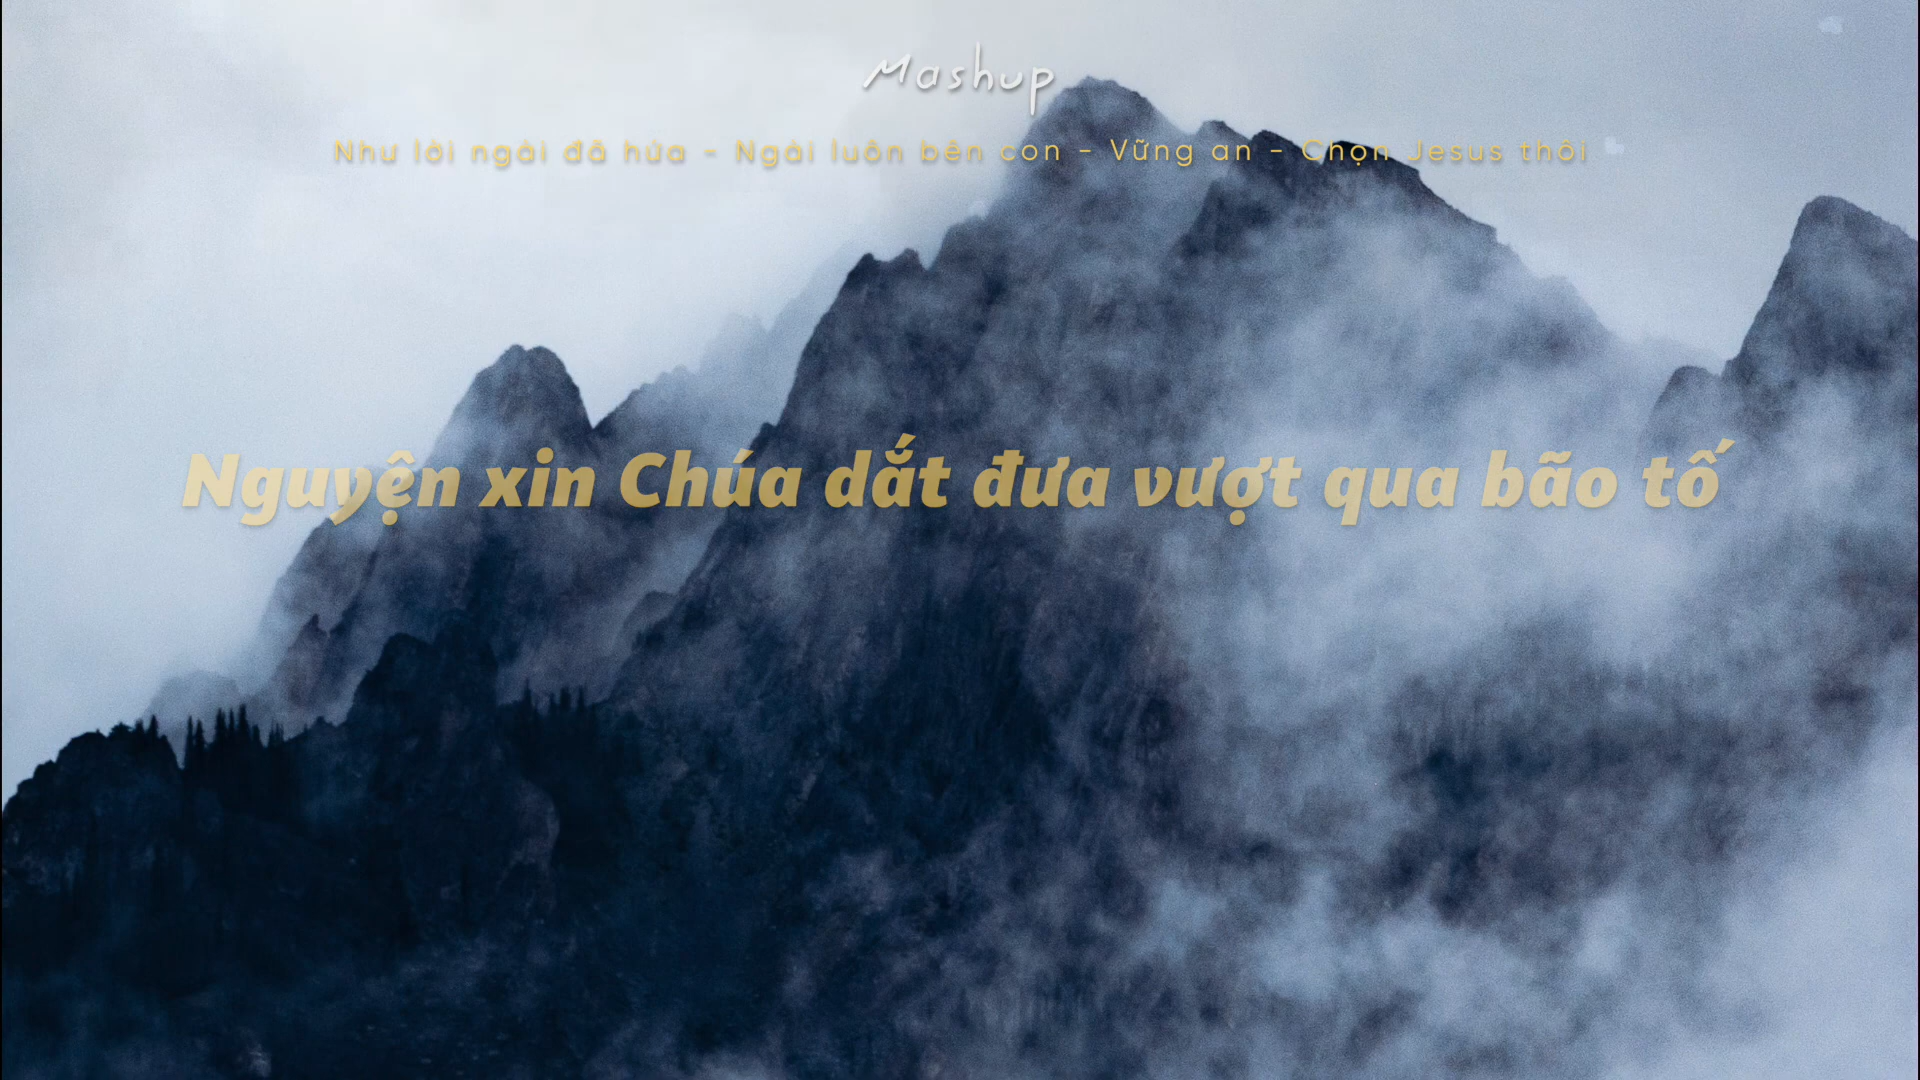 Mashup
Như lời ngài đã hứa - Ngài luôn bên con - Vững an - Chọn Jesus thôi
Nguyện xin Chúa dắt đưa vượt qua bão tố